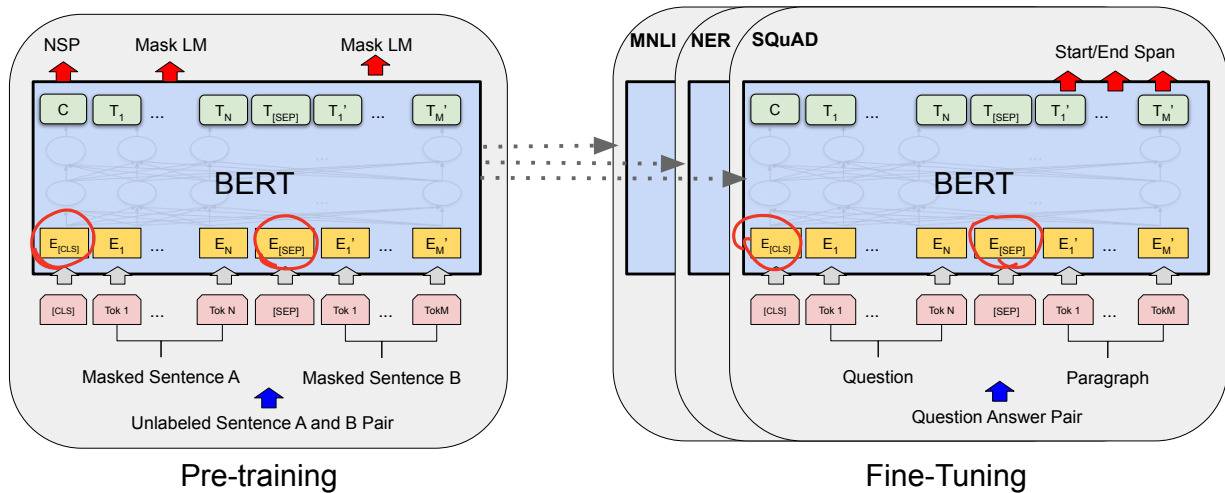 NSP Mask LM Mask LM
C T1 ... TN T[SEP] T1' ... TM'
...
...
BERT
E[CLS] E1 ... EN E[SEP] E1' ... EM'
[CLS] Tok 1 ... Tok N [SEP] Tok 1 ... TokM
Masked Sentence A Masked Sentence B
Unlabeled Sentence A and B Pair
Pre-training
MNLI NER SQuAD
Start/End Span
C T1 ... TN T[SEP] T1' ... TM'
...
...
BERT
E[CLS] E1 ... EN E[SEP] E1' ... EM'
[CLS] Tok 1 ... Tok N [SEP] Tok 1 ... TokM
Question Paragraph
Question Answer Pair
Fine-Tuning